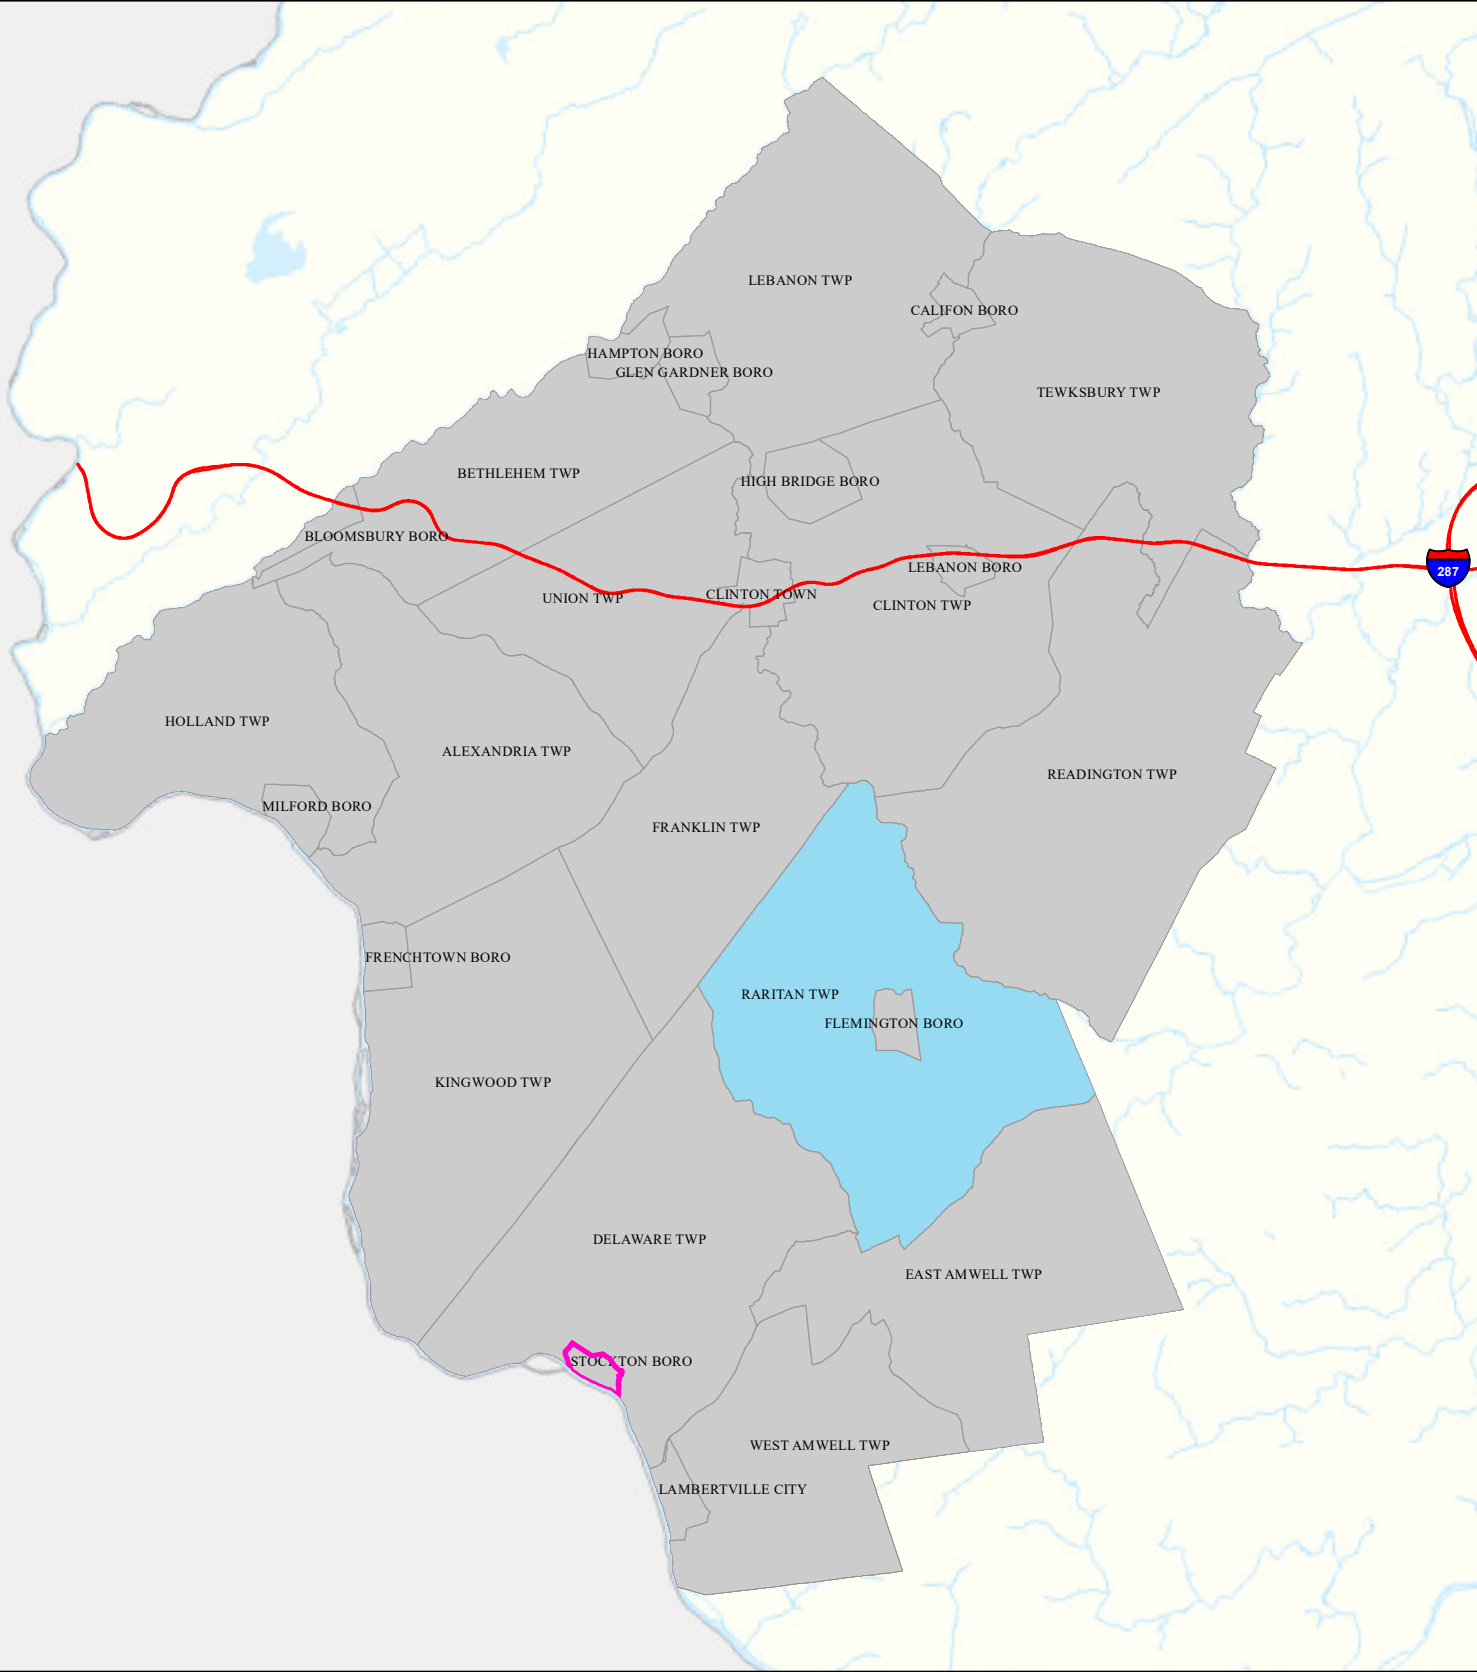 LEBANON TWP
CALIFON BORO
HAMPTON BORO
GLEN GARDNER BORO
TEWKSBURY TWP
BETHLEHEM TWP
HIGH BRIDGE BORO
BLOOMSBURY BORO
LEBANON BORO
287
UNION TWP
CLINTON TOWN
CLINTON TWP
HOLLAND TWP
ALEXANDRIA TWP
READINGTON TWP
MILFORD BORO
FRANKLIN TWP
FRENCHTOWN BORO
RARITAN TWP
FLEMINGTON BORO
KINGWOOD TWP
DELAWARE TWP
EAST AMWELL TWP
STOCKTON BORO
WEST AMWELL TWP
LAMBERTVILLE CITY